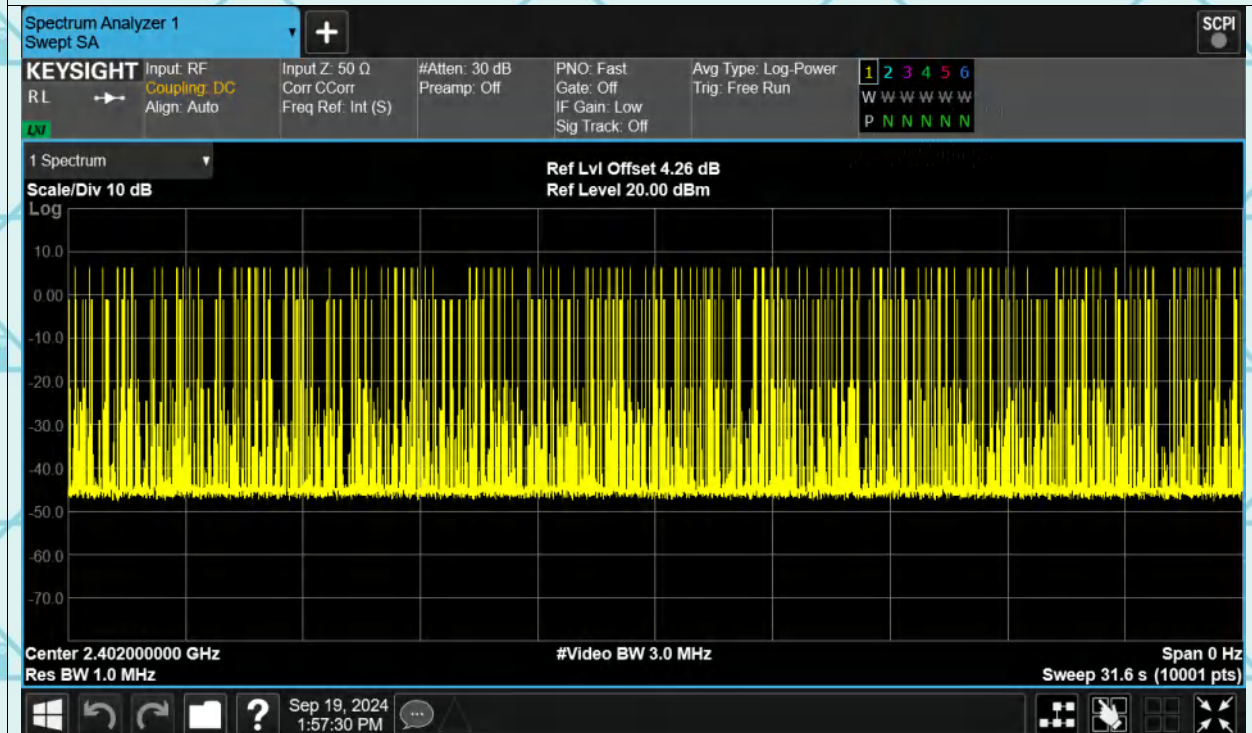 Spectrum Analyzer 1
Swept SA
+
SCPI
KEYSIGHT
RL
LXI
Input: RF
Coupling: DC
Align: Auto
Input Z: 50 Ω
Corr CCorr
Freq Ref: Int (S)
#Atten: 30 dB
Preamp: Off
PNO: Fast
Gate: Off
IF Gain: Low
Sig Track: Off
Avg Type: Log-Power
Trig: Free Run
1 2 3 4 5 6
W W W W W W
P N N N N N
1 Spectrum
Scale/Div 10 dB
Ref Lvl Offset 4.26 dB
Ref Level 20.00 dBm
Log
10.0
0.00
-10.0
-20.0
-30.0
-40.0
-50.0
-60.0
-70.0
Center 2.402000000 GHz
Res BW 1.0 MHz
#Video BW 3.0 MHz
Span 0 Hz
Sweep 31.6 s (10001 pts)
?
Sep 19, 2024
1:57:30 PM